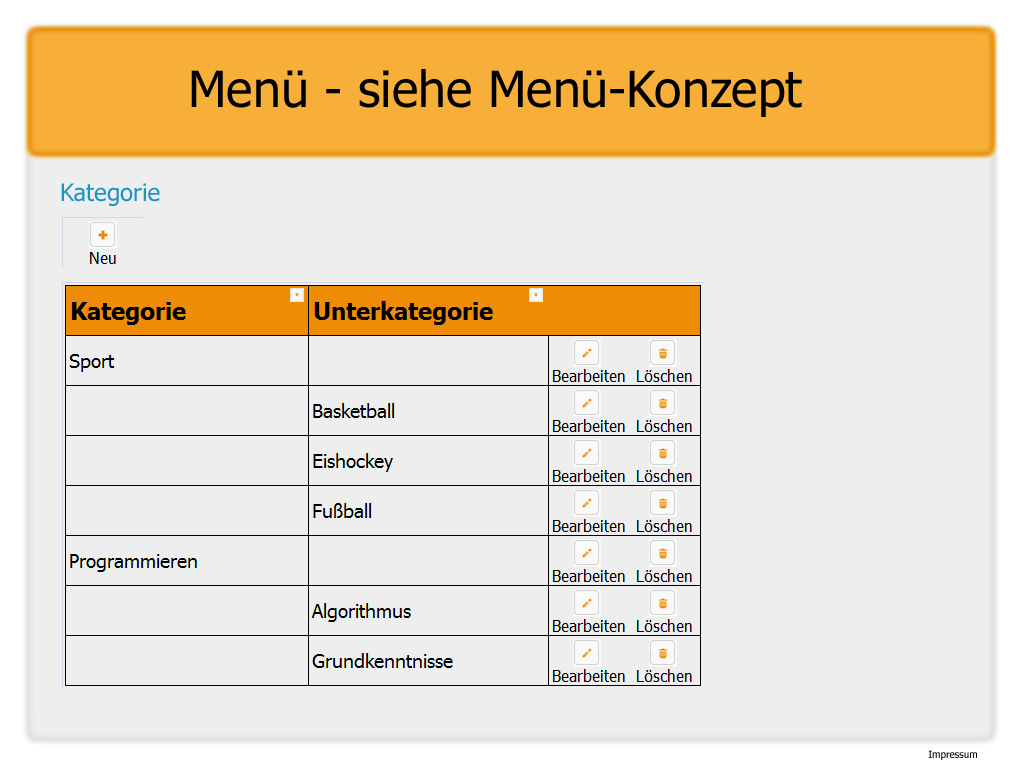 Menü - siehe Menü-Konzept
Kategorie
Neu
Kategorie Unterkategorie
Sport
Bearbeiten Löschen
Basketball
Bearbeiten Löschen
Eishockey
Bearbeiten Löschen
Fußball
Bearbeiten Löschen
Programmieren
Bearbeiten Löschen
Algorithmus
Bearbeiten Löschen
Grundkenntnisse
Bearbeiten Löschen
Impressum